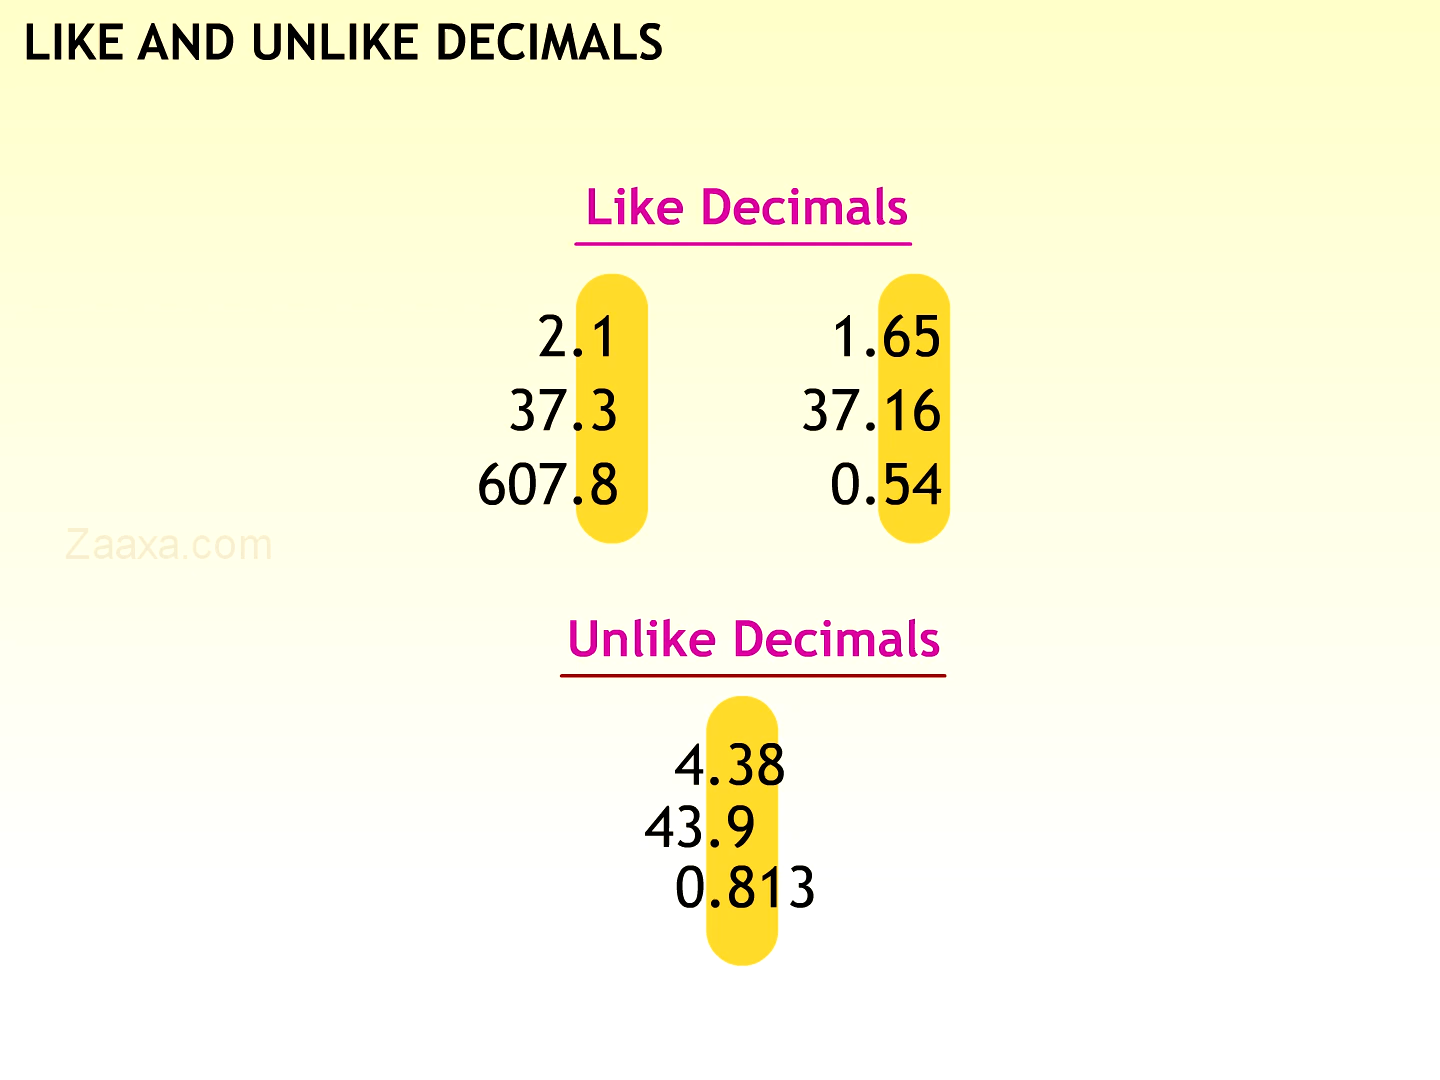 LIKE AND UNLIKE DECIMALS
Like Decimals
2.1 1.65
37.3 37.16
607.8 0.54
Zaaxa.com
Unlike Decimals
4.38
43.9
0.813